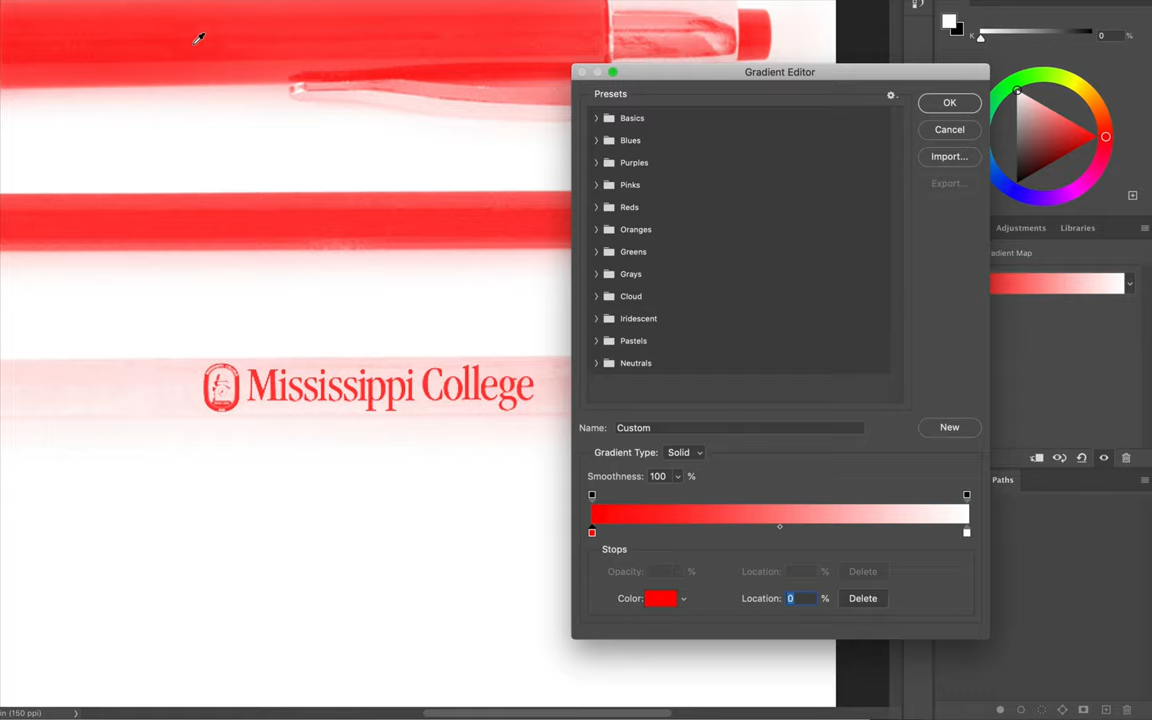 K
0
%
Gradient Editor
Presets
OK
Basics
Cancel
Blues
Import...
Purples
Export...
Pinks
Reds
Adjustments
Libraries
Oranges
Greens
adient Map
Grays
Cloud
Iridescent
Pastels
Neutrals
Mississippi College
Name: Custom
New
Gradient Type: Solid
Smoothness: 100 %
Paths
Stops
Opacity: %
Location: %
Delete
Color:
Location: 0 %
Delete
in (150 ppi)